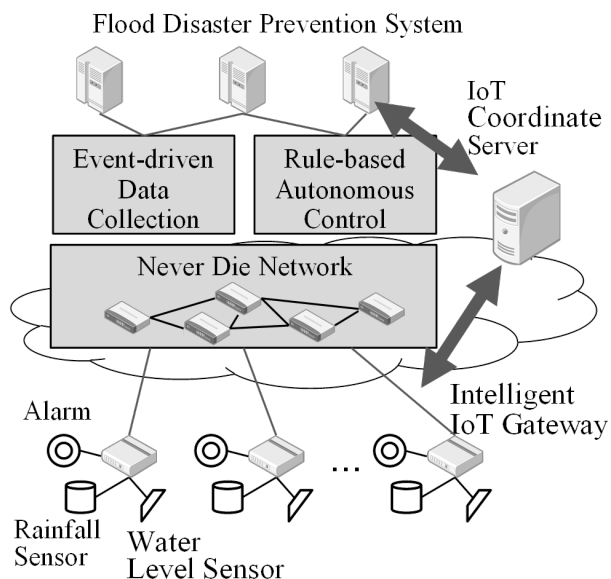 Flood Disaster Prevention System
IoT
Coordinate
Server
Event-driven
Data
Collection
Rule-based
Autonomous
Control
Never Die Network
Intelligent
IoT Gateway
Alarm
...
Rainfall
Sensor
Water
Level Sensor